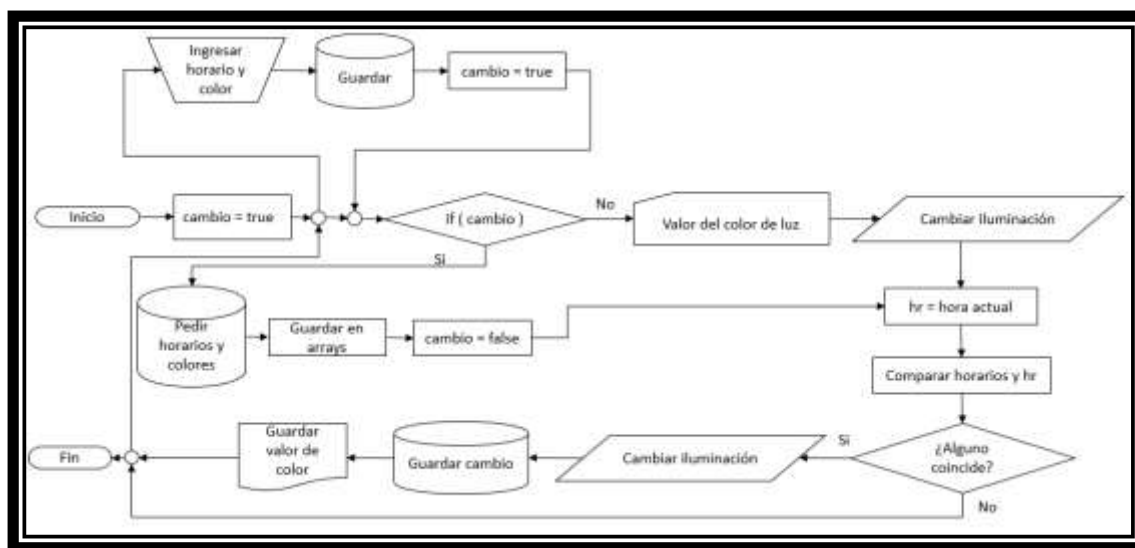 Ingresar
horario y
color
Guardar
cambio = true
Inicio
cambio = true
If ( cambio )
No
Valor del color de luz
Cambiar Iluminación
Si
Pedir
horarios y
colores
Guardar en
arrays
cambio = false
hr = hora actual
Comparar horarios y hr
¿Alguno
coincide?
Si
No
Cambiar iluminación
Guardar cambio
Guardar
valor de
color
Fin